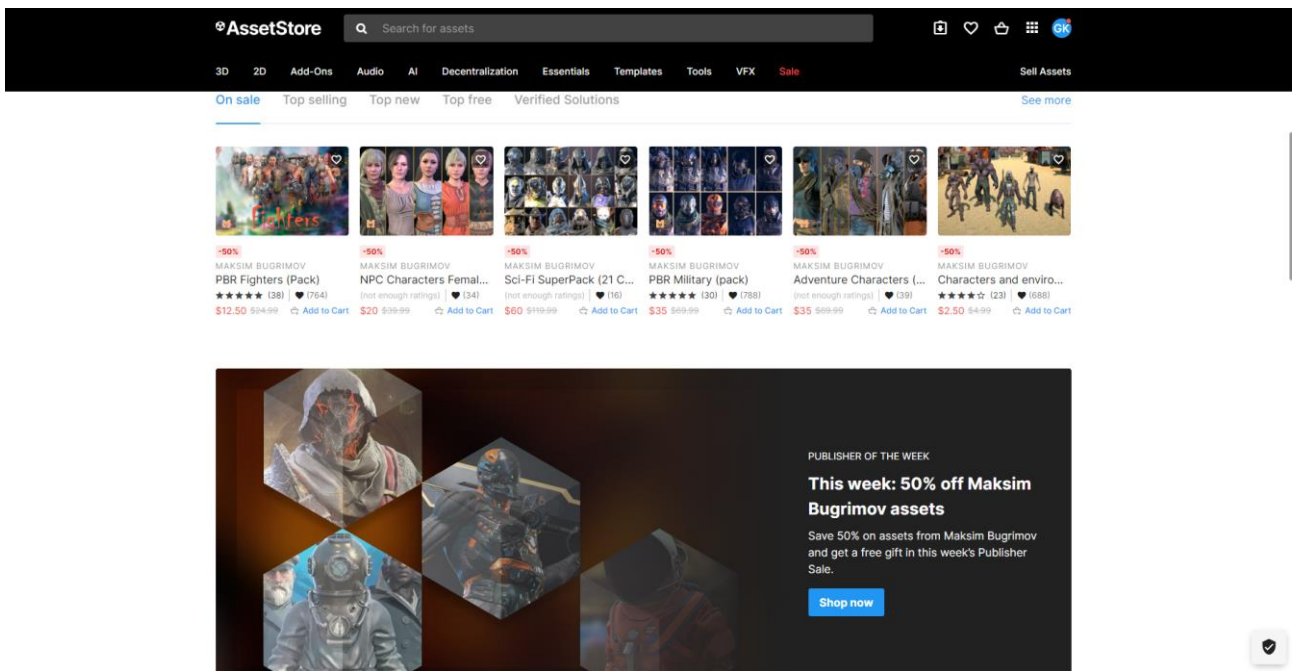 AssetStore
Search for assets
GK
3D 2D Add-Ons Audio AI Decentralization Essentials Templates Tools VFX Sale Sell Assets
On sale Top selling Top new Top free Verified Solutions See more
Fighters
-50% -50% -50% -50% -50% -50%
MAKSIM BUGRIMOV MAKSIM BUGRIMOV MAKSIM BUGRIMOV MAKSIM BUGRIMOV MAKSIM BUGRIMOV MAKSIM BUGRIMOV
PBR Fighters (Pack) NPC Characters Femal... Sci-Fi SuperPack (21 C... PBR Military (pack) Adventure Characters (... Characters and enviro...
(38) (764) (not enough ratings) (34) (not enough ratings) (16) (30) (788) (not enough ratings) (39) (23) (688)
$12.50 $24.99 Add to Cart $20 $39.99 Add to Cart $60 $119.99 Add to Cart $35 $69.99 Add to Cart $35 $69.99 Add to Cart $2.50 $4.99 Add to Cart
PUBLISHER OF THE WEEK
This week: 50% off Maksim
Bugrimov assets
Save 50% on assets from Maksim Bugrimov
and get a free gift in this week's Publisher
Sale.
Shop now